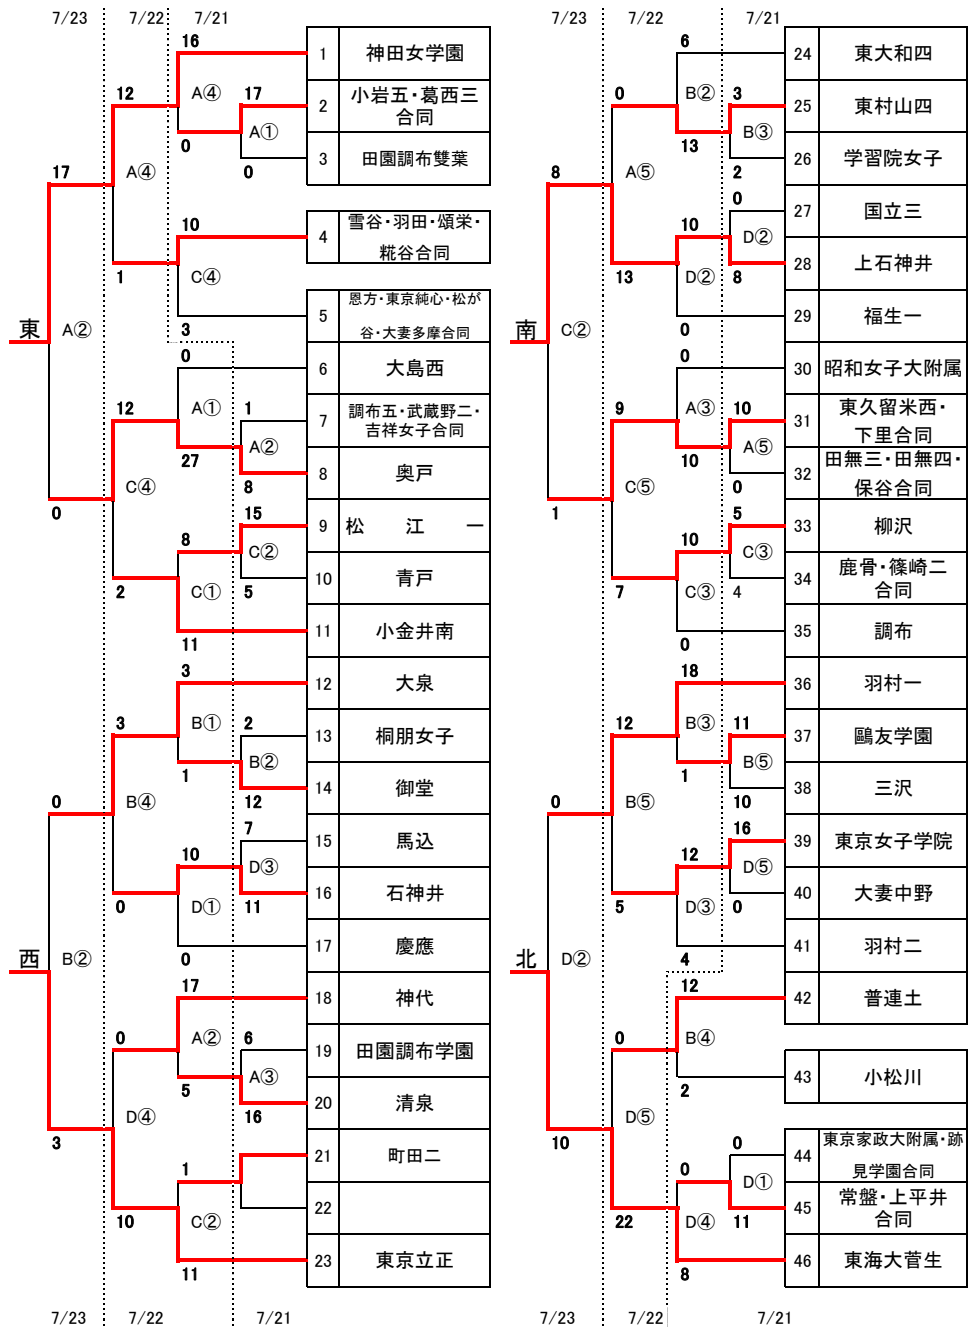 7/23 7/22 7/21
16
1 神田女学園
A④
12 17
2 小岩五・葛西三
合同
A①
0
3 田園調布雙葉
0
17
A④
10
4 雪谷・羽田・頌栄・
糀谷合同
1
C④
5 恩方・東京純心・松が
谷・大妻多摩合同
3
東 A②
0
6 大島西
12 A① 1
7 調布五・武蔵野二・
吉祥女子合同
A②
27
8 奥戸
8
C④
0
15
9 松 江 一
8
C②
10 青戸
2 C① 5
11 小金井南
11
3
12 大泉
3 B① 2
13 桐朋女子
B②
1
14 御堂
12
0 B④
7
15 馬込
10 D③
16 石神井
0 D① 11
17 慶應
0
西 B②
17
18 神代
0 A② 6
19 田園調布学園
A③
5
20 清泉
16
D④
3
21 町田二
1
22
10 C②
23 東京立正
11
7/23 7/22 7/21
7/23 7/22 7/21
6
24 東大和四
0 B② 3
25 東村山四
B③
13
26 学習院女子
2
8 A⑤
0
27 国立三
10 D②
28 上石神井
13 D② 8
29 福生一
0
南 C②
0
30 昭和女子大附属
9 A③ 10
31 東久留米西・
下里合同
A⑤
10
32 田無三・田無四・
保谷合同
0
C⑤
1
5
33 柳沢
10 C③
34 鹿骨・篠崎二
合同
7 C③ 4
35 調布
0
18
36 羽村一
12 B③ 11
37 鷗友学園
B⑤
1
38 三沢
10
0 B⑤
16
39 東京女子学院
12 D⑤
40 大妻中野
5 D③ 0
41 羽村二
4
北 D②
12
42 普連土
0 B④
43 小松川
2
D⑤
10
0
44 東京家政大附属・跡
見学園合同
0 D①
45 常盤・上平井
合同
22 D④ 11
46 東海大菅生
8
7/23 7/22 7/21